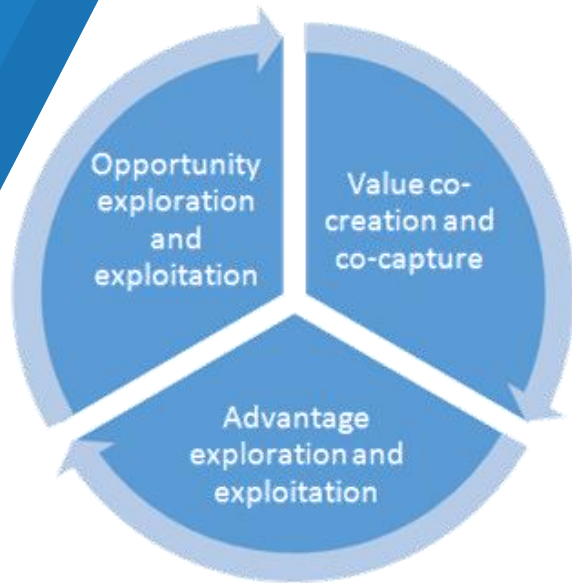 Opportunity
exploration
and
exploitation
Value co-
creation and
co-capture
Advantage
exploration and
exploitation